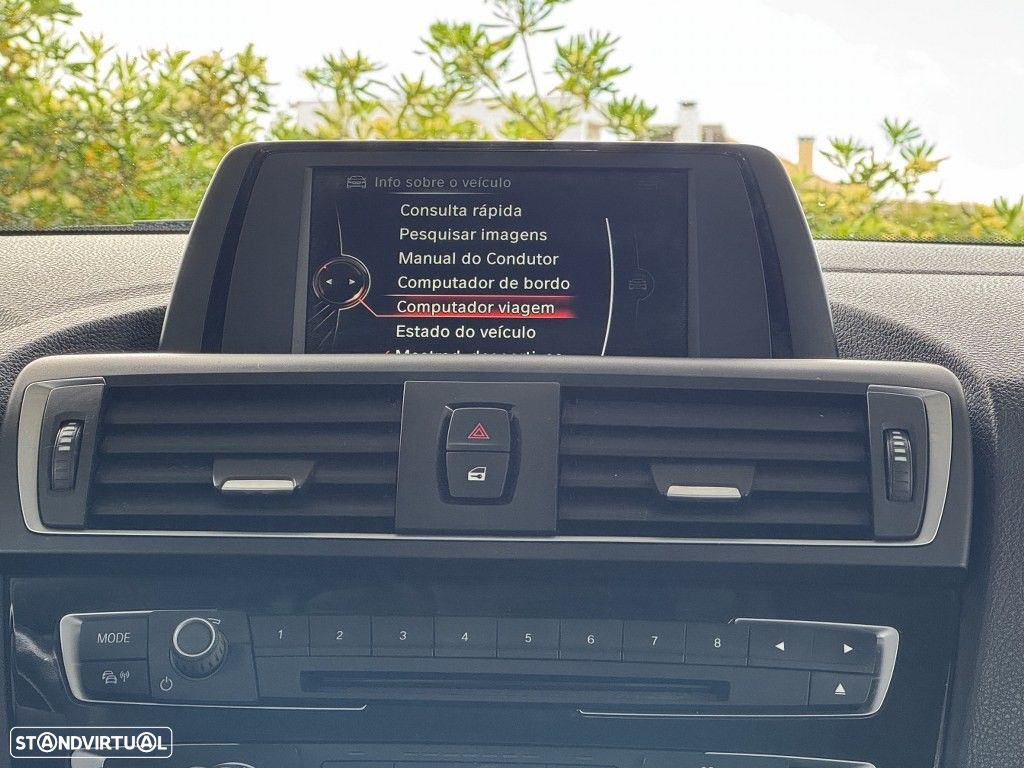 Info sobre o veículo
Consulta rápida
Pesquisar imagens
Manual do Condutor
Computador de bordo
Computador viagem
Estado do veículo
MODE
1 2 3 4 5 6 7 8
STANDVIRTUAL